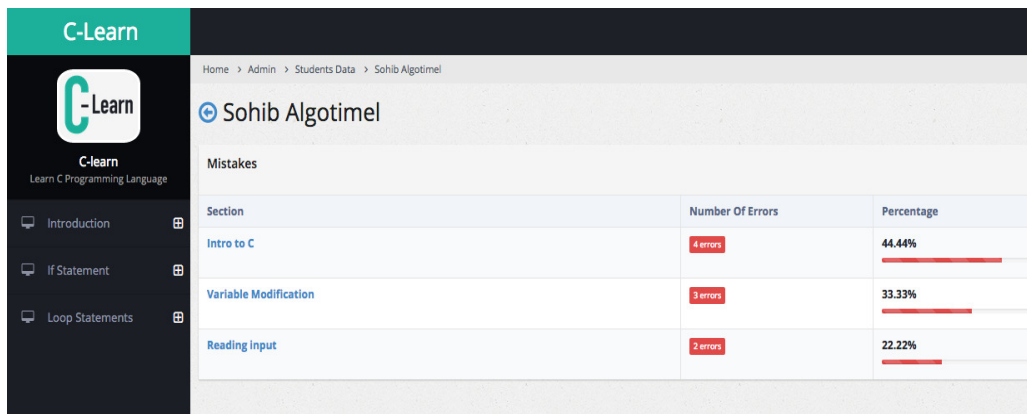 C-Learn
C-Learn
C-learn
Learn C Programming Language
Introduction
If Statement
Loop Statements
Home > Admin > Students Data > Sohib Algotimel
Sohib Algotimel
Mistakes
Section Number Of Errors Percentage
Intro to C 4 errors 44.44%
Variable Modification 3 errors 33.33%
Reading input 2 errors 22.22%